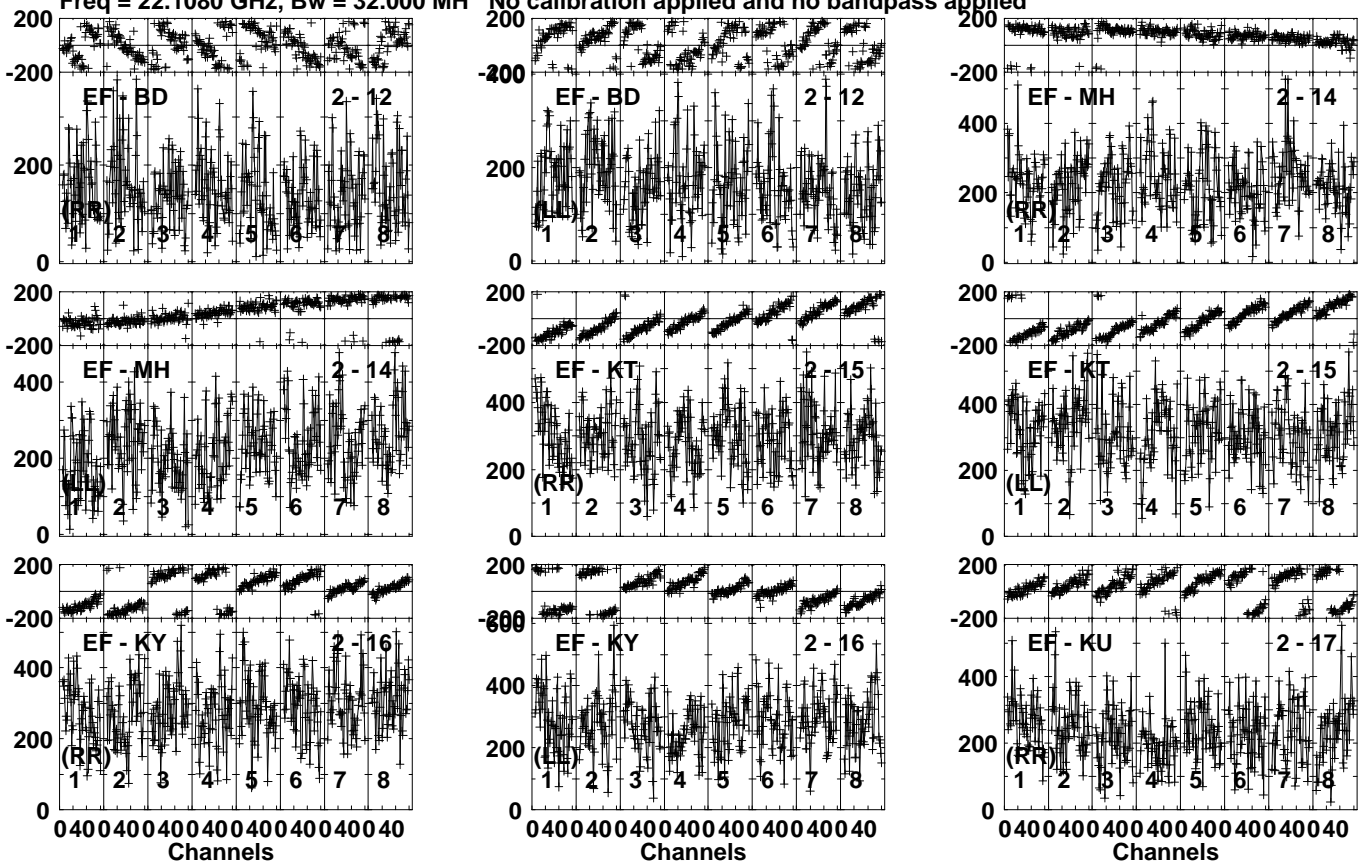 Freq = 22.1080 GHz, Bw = 32.000 MH No calibration applied and no bandpass applied
200 200 200
-200 -200 400 -200
EF - BD 2 - 12 EF - BD 2 - 12 EF - MH 2 - 14
400
200 200 200
(RR) (LL) (RR)
1 2 3 4 5 6 7 8 1 2 3 4 5 6 7 8 1 2 3 4 5 6 7 8
0 0 0
200 200 200
-200 -200 -200
EF - MH 2 - 14 EF - KT 2 - 15 EF - KT 2 - 15
400 400 400
200 200 200
(LL) (RR) (LL)
1 2 3 4 5 6 7 8 1 2 3 4 5 6 7 8 1 2 3 4 5 6 7 8
0 0 0
200 200 200
-200 -200 600 -200
EF - KY 2 - 16 EF - KY 2 - 16 EF - KU 2 - 17
400 400 400
200 200 200
(RR) (LL) (RR)
1 2 3 4 5 6 7 8 1 2 3 4 5 6 7 8 1 2 3 4 5 6 7 8
0 0 0
0 40 0 40 0 40 0 40 0 40 0 40 0 40 0 40 0 40 0 40 0 40 0 40 0 40 0 40 0 40 0 40 0 40 0 40 0 40 0 40 0 40 0 40 0 40 0 40
Channels Channels Channels